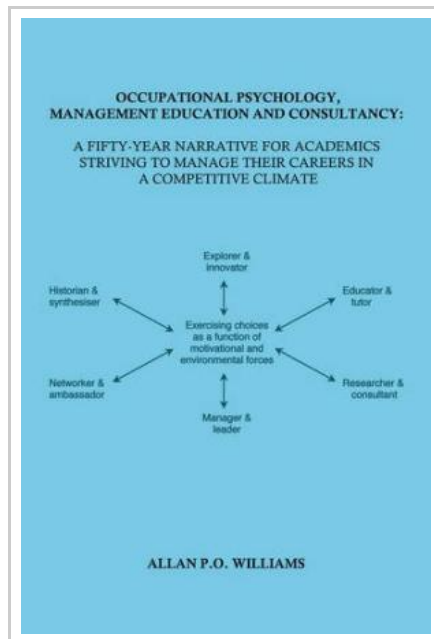 OCCUPATIONAL PSYCHOLOGY,
MANAGEMENT EDUCATION AND CONSULTANCY:
A FIFTY-YEAR NARRATIVE FOR ACADEMICS
STRIVING TO MANAGE THEIR CAREERS IN
A COMPETITIVE CLIMATE
Explorer &
innovator
Historian &
synthesiser
Educator &
tutor
Exercising choices
as a function of
motivational and
environmental forces
Networker &
ambassador
Researcher &
consultant
Manager &
leader
ALLAN P.O. WILLIAMS